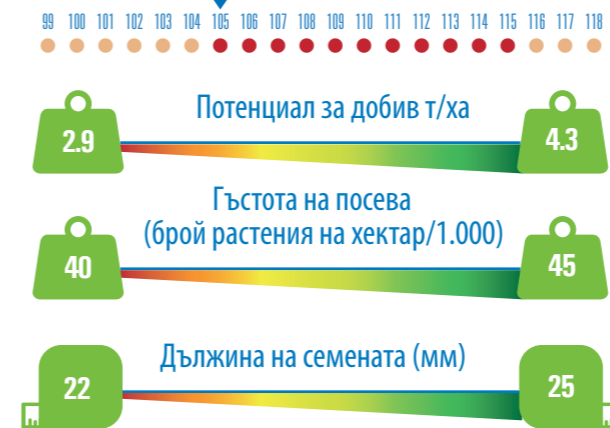 99 100 101 102 103 104 105 106 107 108 109 110 111 112 113 114 115 116 117 118
Потенциал за добив т/ха
2.9 4.3
Гъстота на посева
(брой растения на хектар/1.000)
40 45
Дължина на семената (мм)
22 25